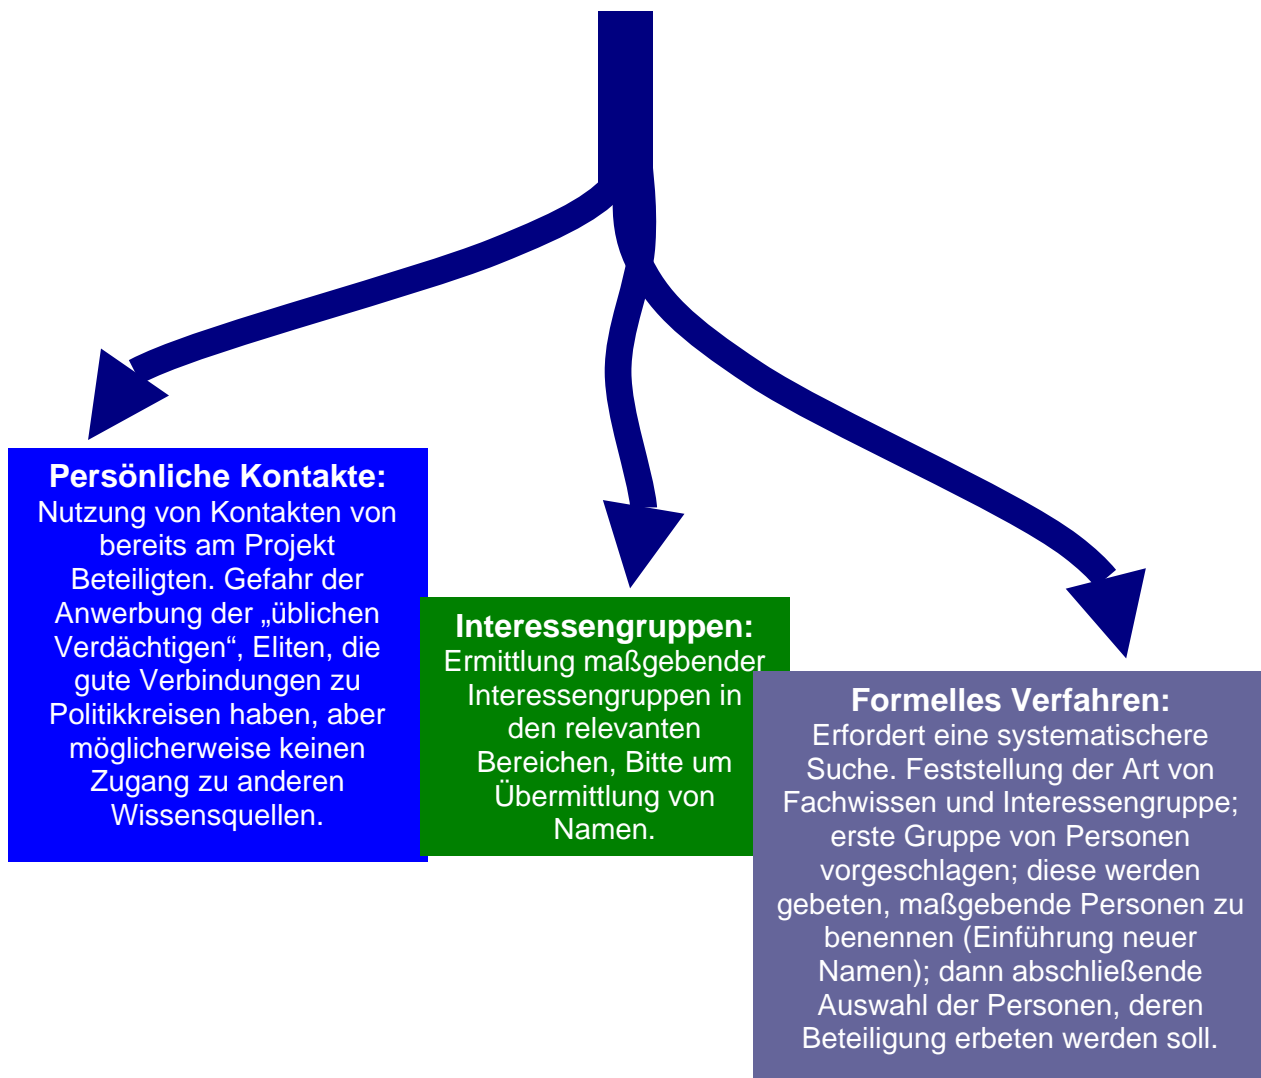 Persönliche Kontakte:
Nutzung von Kontakten von
bereits am Projekt
Beteiligten. Gefahr der
Anwerbung der „üblichen
Verdächtigen“, Eliten, die
gute Verbindungen zu
Politikkreisen haben, aber
möglicherweise keinen
Zugang zu anderen
Wissensquellen.
Interessengruppen:
Ermittlung maßgebender
Interessengruppen in
den relevanten
Bereichen, Bitte um
Übermittlung von
Namen.
Formelles Verfahren:
Erfordert eine systematischere
Suche. Feststellung der Art von
Fachwissen und Interessengruppe;
erste Gruppe von Personen
vorgeschlagen; diese werden
gebeten, maßgebende Personen zu
benennen (Einführung neuer
Namen); dann abschließende
Auswahl der Personen, deren
Beteiligung erbeten werden soll.